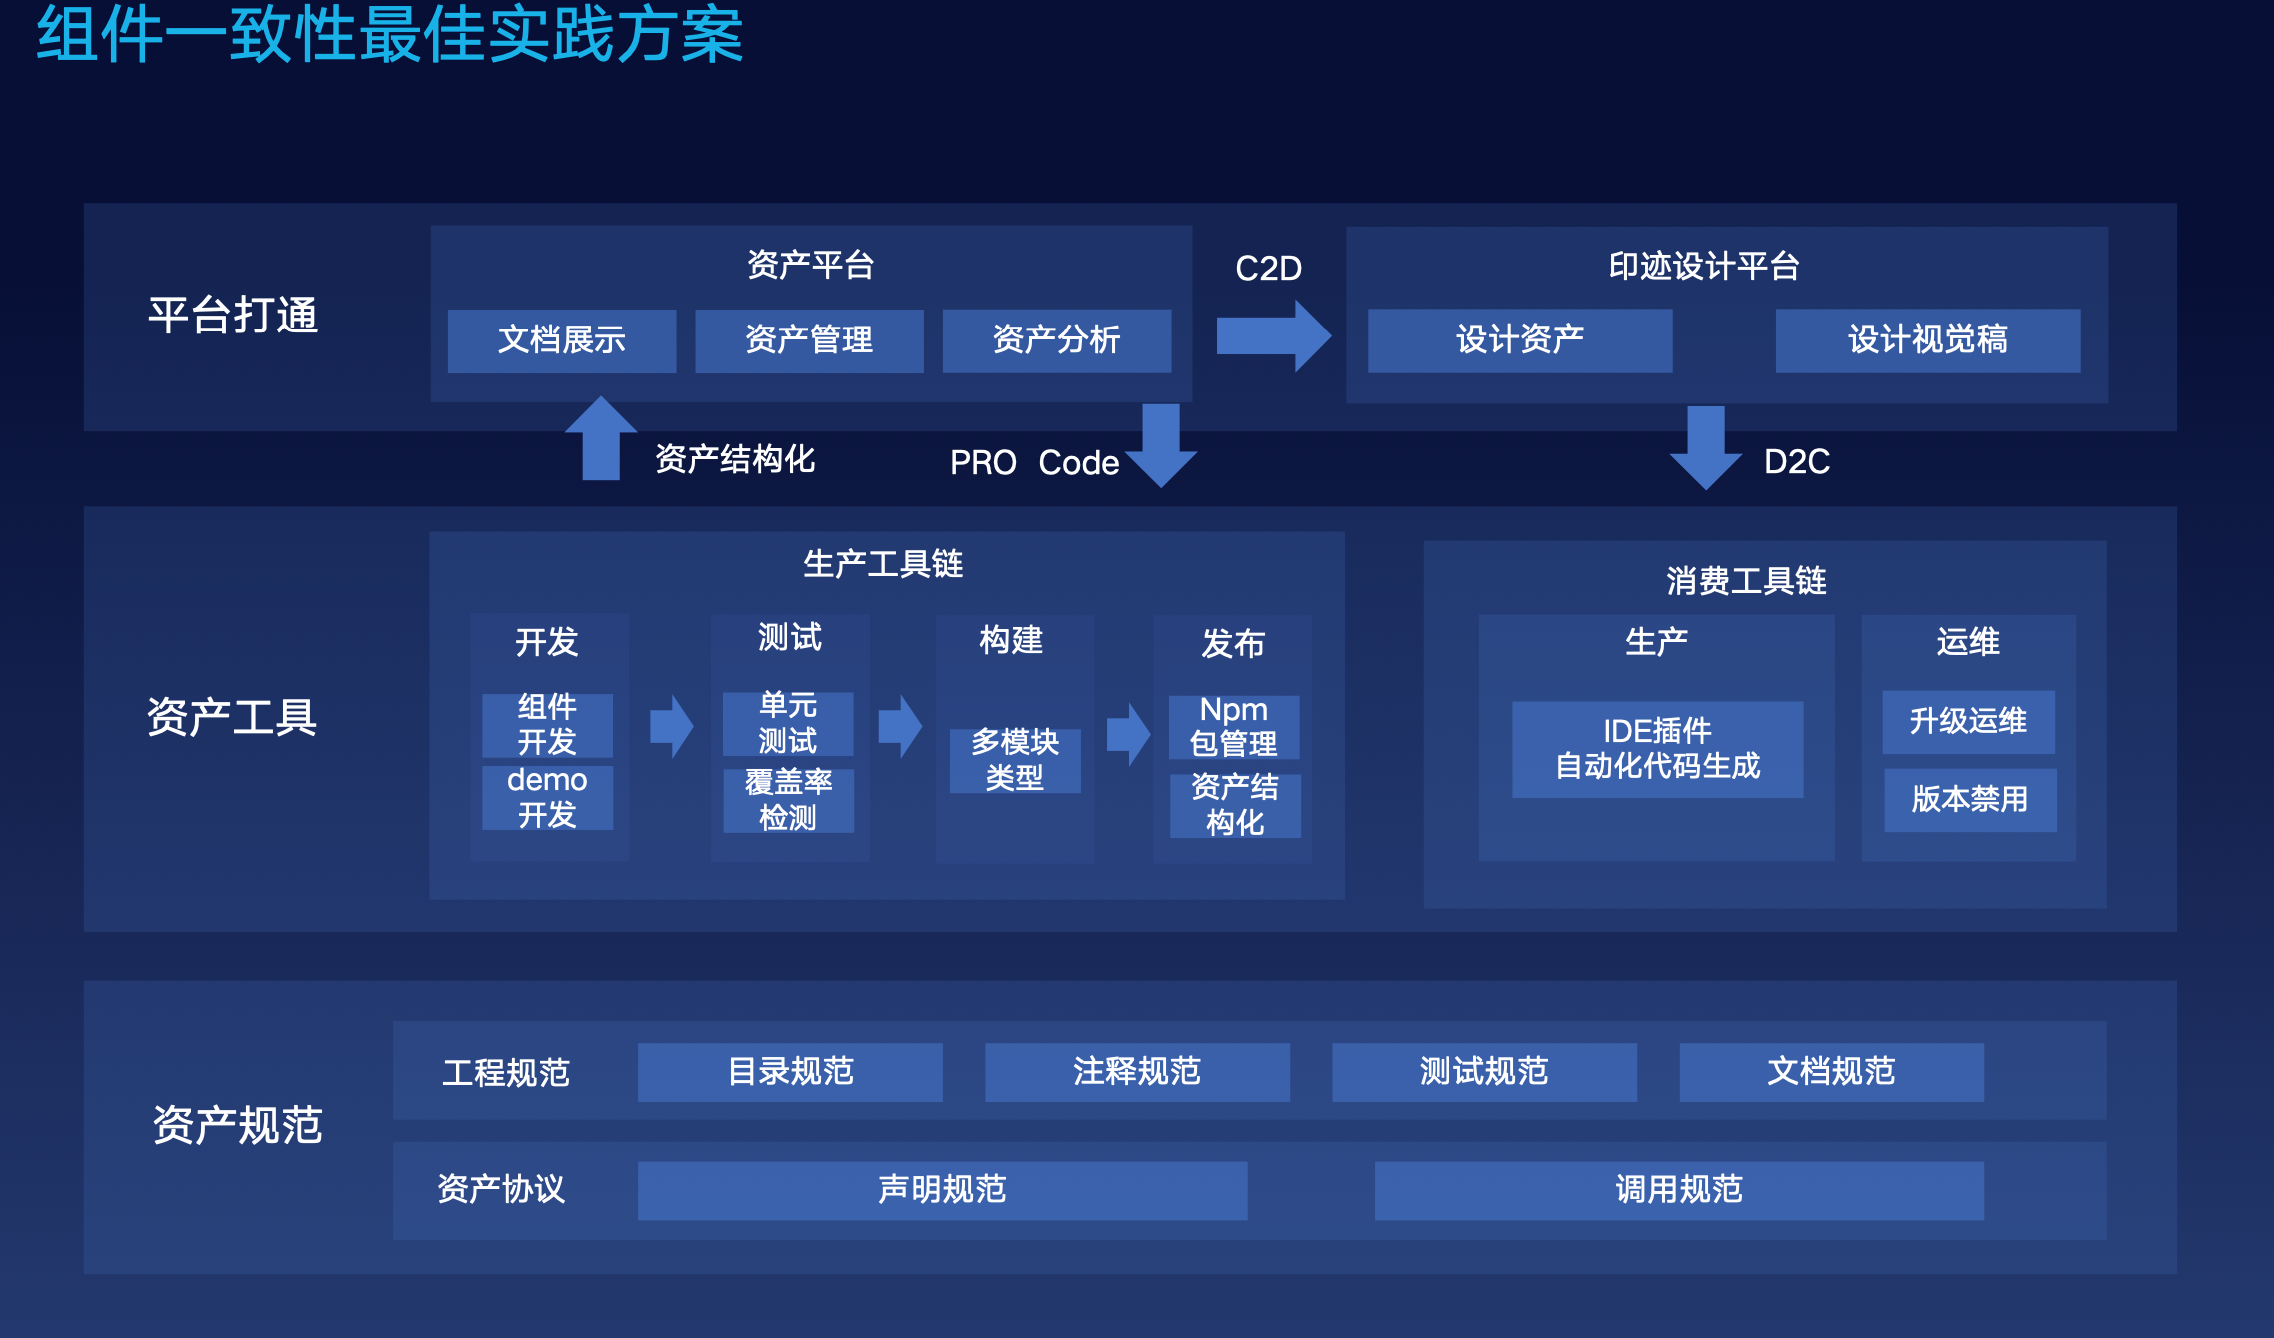 组件一致性最佳实践方案
平台打通
资产平台
文档展示
资产管理
资产分析
C2D
印迹设计平台
设计资产
设计视觉稿
资产结构化
PRO Code
D2C
资产工具
生产工具链
开发
组件
开发
demo
开发
测试
单元
测试
覆盖率
检测
构建
多模块
类型
发布
Npm
包管理
资产结
构化
消费工具链
生产
IDE插件
自动化代码生成
运维
升级运维
版本禁用
资产规范
工程规范
目录规范
注释规范
测试规范
文档规范
资产协议
声明规范
调用规范